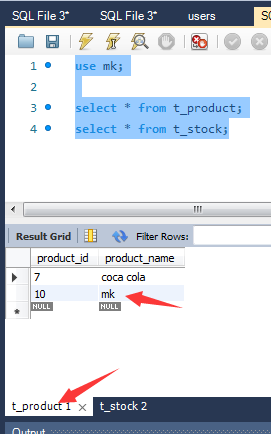 SQL File 3* SQL File 3* users SQ
1 use mk;
2
3 select * from t_product;
4 select * from t_stock;
Result Grid Filter Rows:
product_id product_name
7 coca cola
10 mk
NULL NULL
t_product 1 × t_stock 2
Output